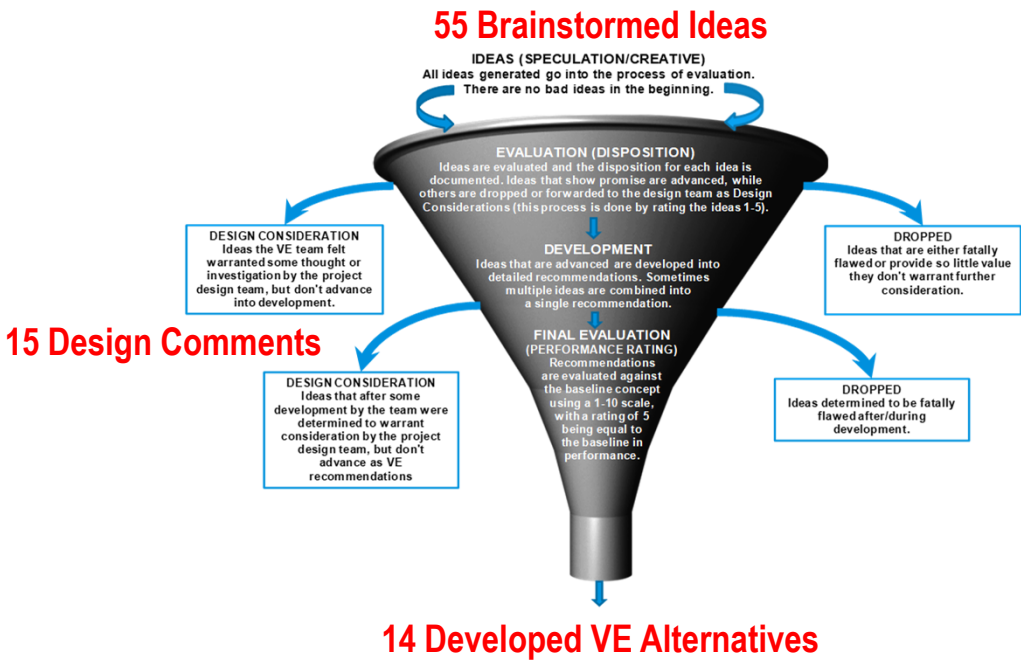 55 Brainstormed Ideas
IDEAS (SPECULATION/CREATIVE)
All ideas generated go into the process of evaluation.
There are no bad ideas in the beginning.
EVALUATION (DISPOSITION)
Ideas are evaluated and the disposition for each idea is
documented. Ideas that show promise are advanced, while
others are dropped or forwarded to the design team as Design
Considerations (this process is done by rating the ideas 1-5).
DESIGN CONSIDERATION
Ideas the VE team felt
warranted some thought or
investigation by the project
design team, but don't advance
into development.
DROPPED
Ideas that are either fatally
flawed or provide so little value
they don't warrant further
consideration.
DEVELOPMENT
Ideas that are advanced are developed into
detailed recommendations. Sometimes
multiple ideas are combined into
a single recommendation.
15 Design Comments
FINAL EVALUATION
(PERFORMANCE RATING)
Recommendations
are evaluated against
the baseline concept
using a 1-10 scale,
with a rating of 5
being equal to
the baseline in
performance.
DESIGN CONSIDERATION
Ideas that after some
development by the team were
determined to warrant
consideration by the project
design team, but don't
advance as VE
recommendations
DROPPED
Ideas determined to be fatally
flawed after/during
development.
14 Developed VE Alternatives